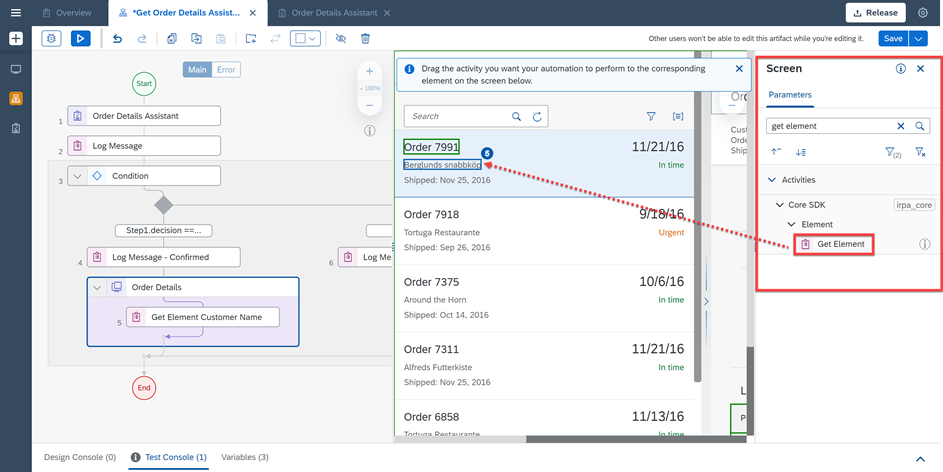 Overview
*Get Order Details Assist...
Order Details Assistant
Release
Other users won't be able to edit this artifact while you're editing it.
Save
Main
Error
Start
100%
1
Order Details Assistant
2
Log Message
3
Condition
Step1.decision ==...
4
Log Message - Confirmed
6
Log Me
Order Details
5
Get Element Customer Name
End
Drag the activity you want your automation to perform to the corresponding
element on the screen below.
Search
Order 7991
11/21/16
5
Berglunds snabbköp
In time
Shipped: Nov 25, 2016
Order 7918
9/18/16
Tortuga Restaurante
Urgent
Shipped: Sep 26, 2016
Order 7375
10/6/16
Around the Horn
In time
Shipped: Oct 14, 2016
Order 7311
11/21/16
Alfreds Futterkiste
In time
Shipped: Nov 25, 2016
Order 6858
11/13/16
Tortuga Restaurante
In time
Ord
Custo
Orde
Ship
L
P
Screen
Parameters
get element
(2)
Activities
Core SDK
irpa_core
Element
Get Element
Design Console (0)
Test Console (1)
Variables (3)